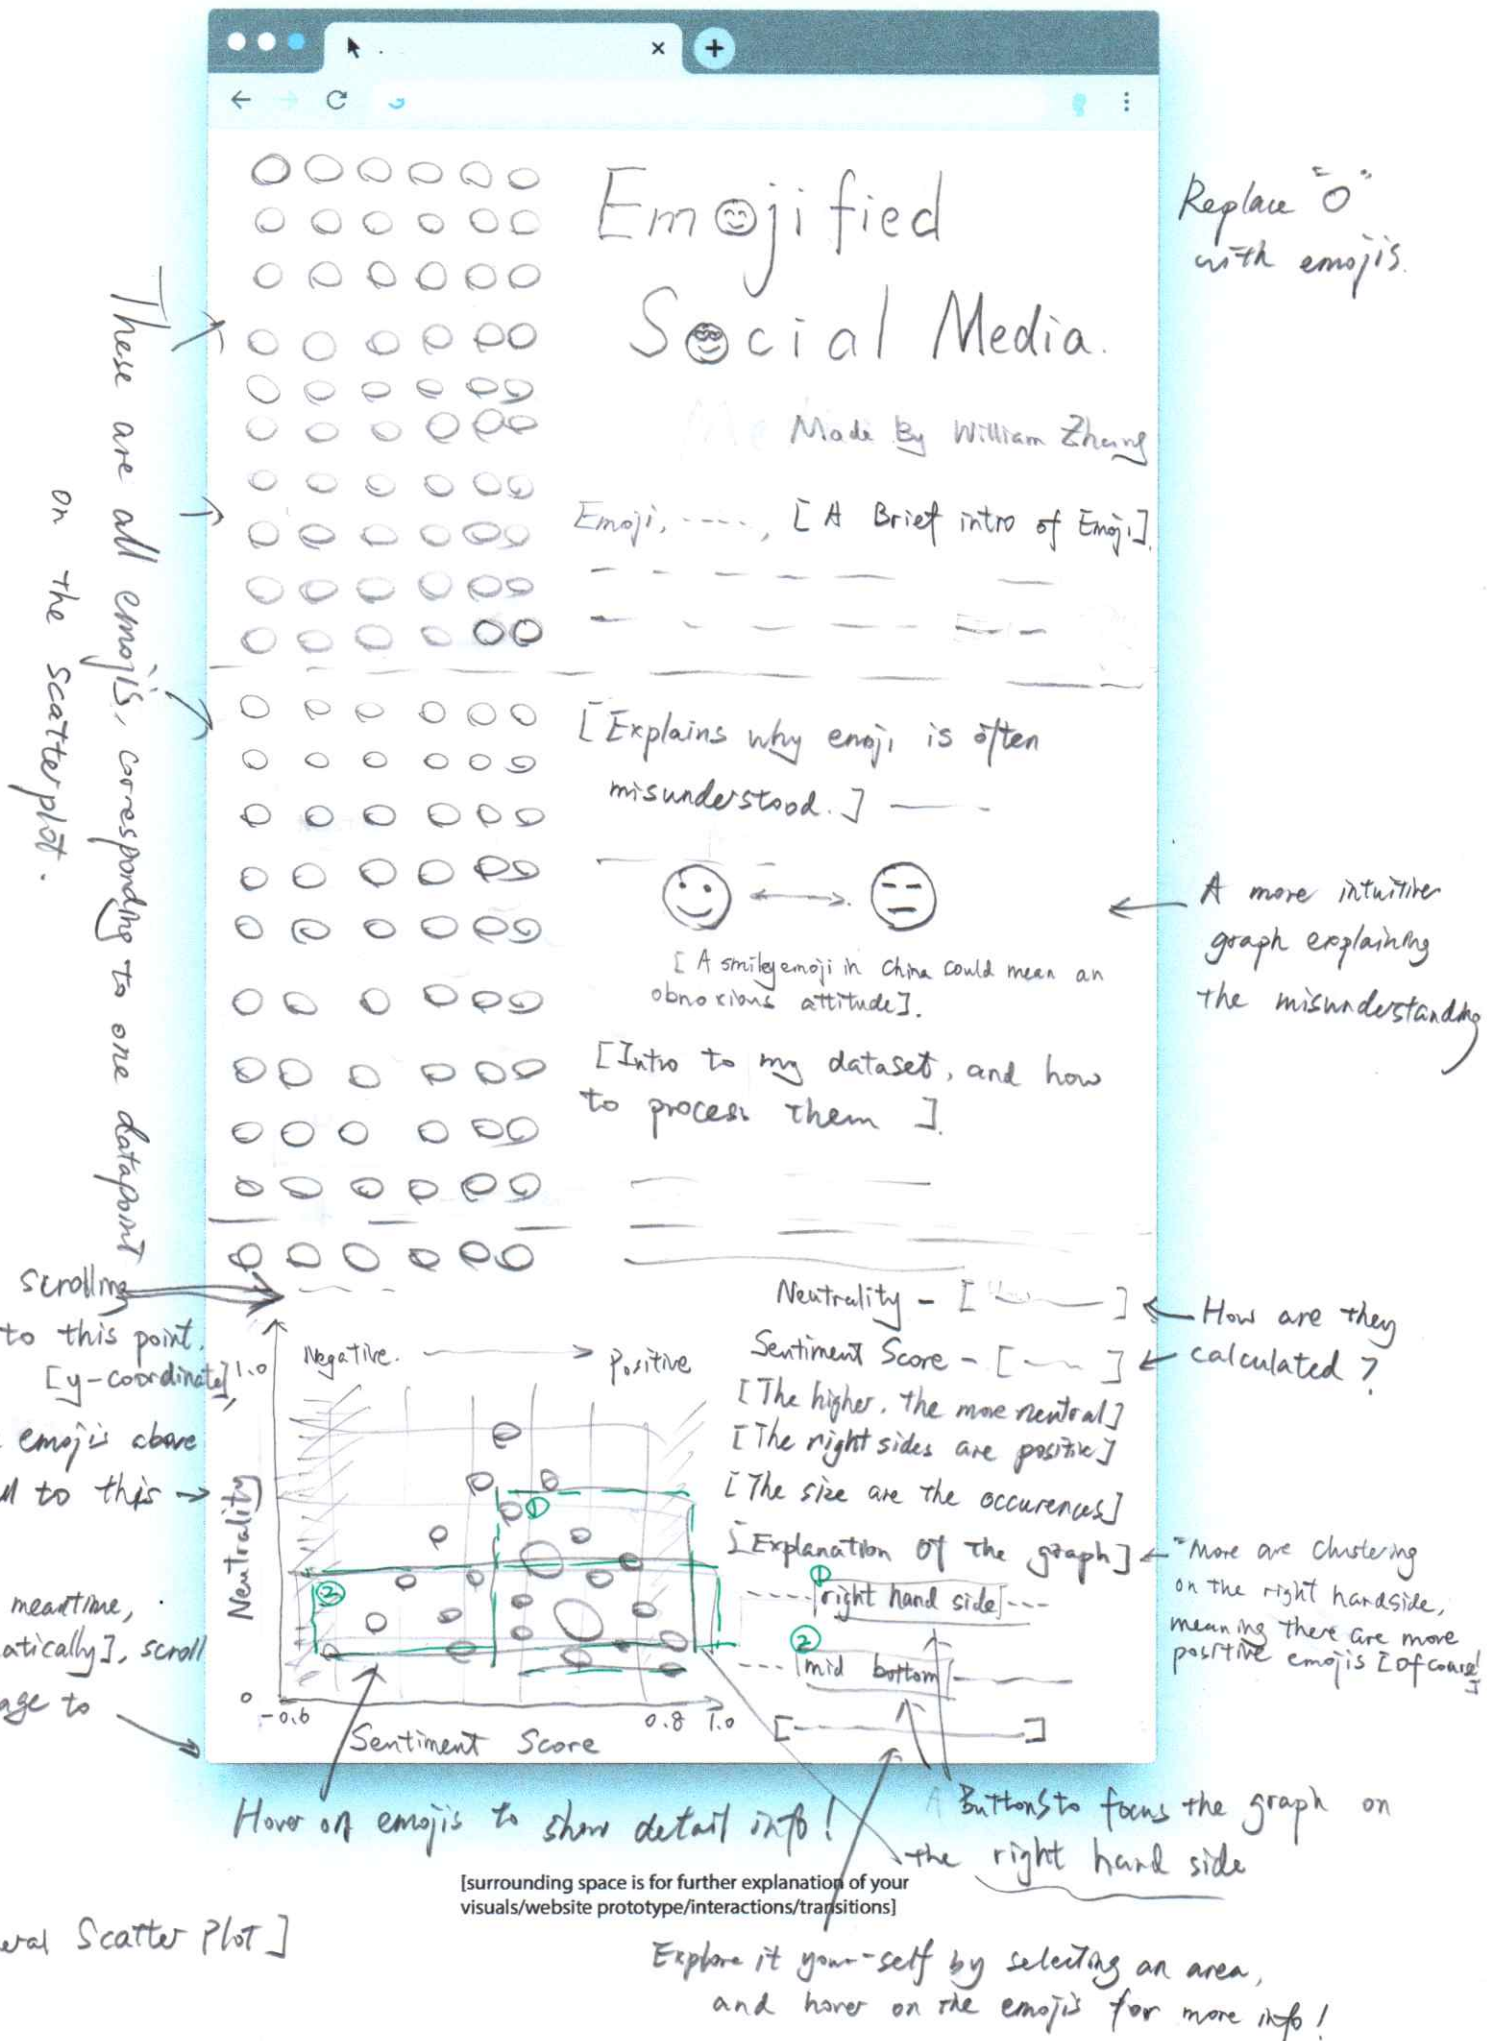 Emojified
Social Media.
Made By William Zhang
Replace "O"
with emojis.
Emoji, ----, [A Brief intro of Emoji].
These are all emojis, corresponding to one datapoint
on the scatterplot.
[Explains why emoji is often
misunderstood.]
A more intuitive
graph explaining
the misunderstanding
[A smiley emoji in China could mean an
obnoxious attitude].
[Intro to my dataset, and how
to process them].
scrolling
to this point.
[y-coordinate],
emojis above
to this
meantime,
atically], scroll
age to
Neutrality - [ ]
Sentiment Score - [ ]
How are they
calculated?
[The higher, the more neutral]
[The right sides are positive]
[The size are the occurences]
[Explanation of the graph]
"More are clustering
on the right handside,
meaning there are more
positive emojis [Of course!]
①
right hand side
②
mid bottom
[ ]
Negative. → Positive
1.0
Neutrality
①
②
0
-0.6
0.8
1.0
Sentiment Score
Hover on emojis to show detail info!
Buttons to focus the graph on
the right hand side
[surrounding space is for further explanation of your
visuals/website prototype/interactions/transitions]
eral Scatter Plot]
Explore it your-self by selecting an area,
and hover on the emojis for more info!